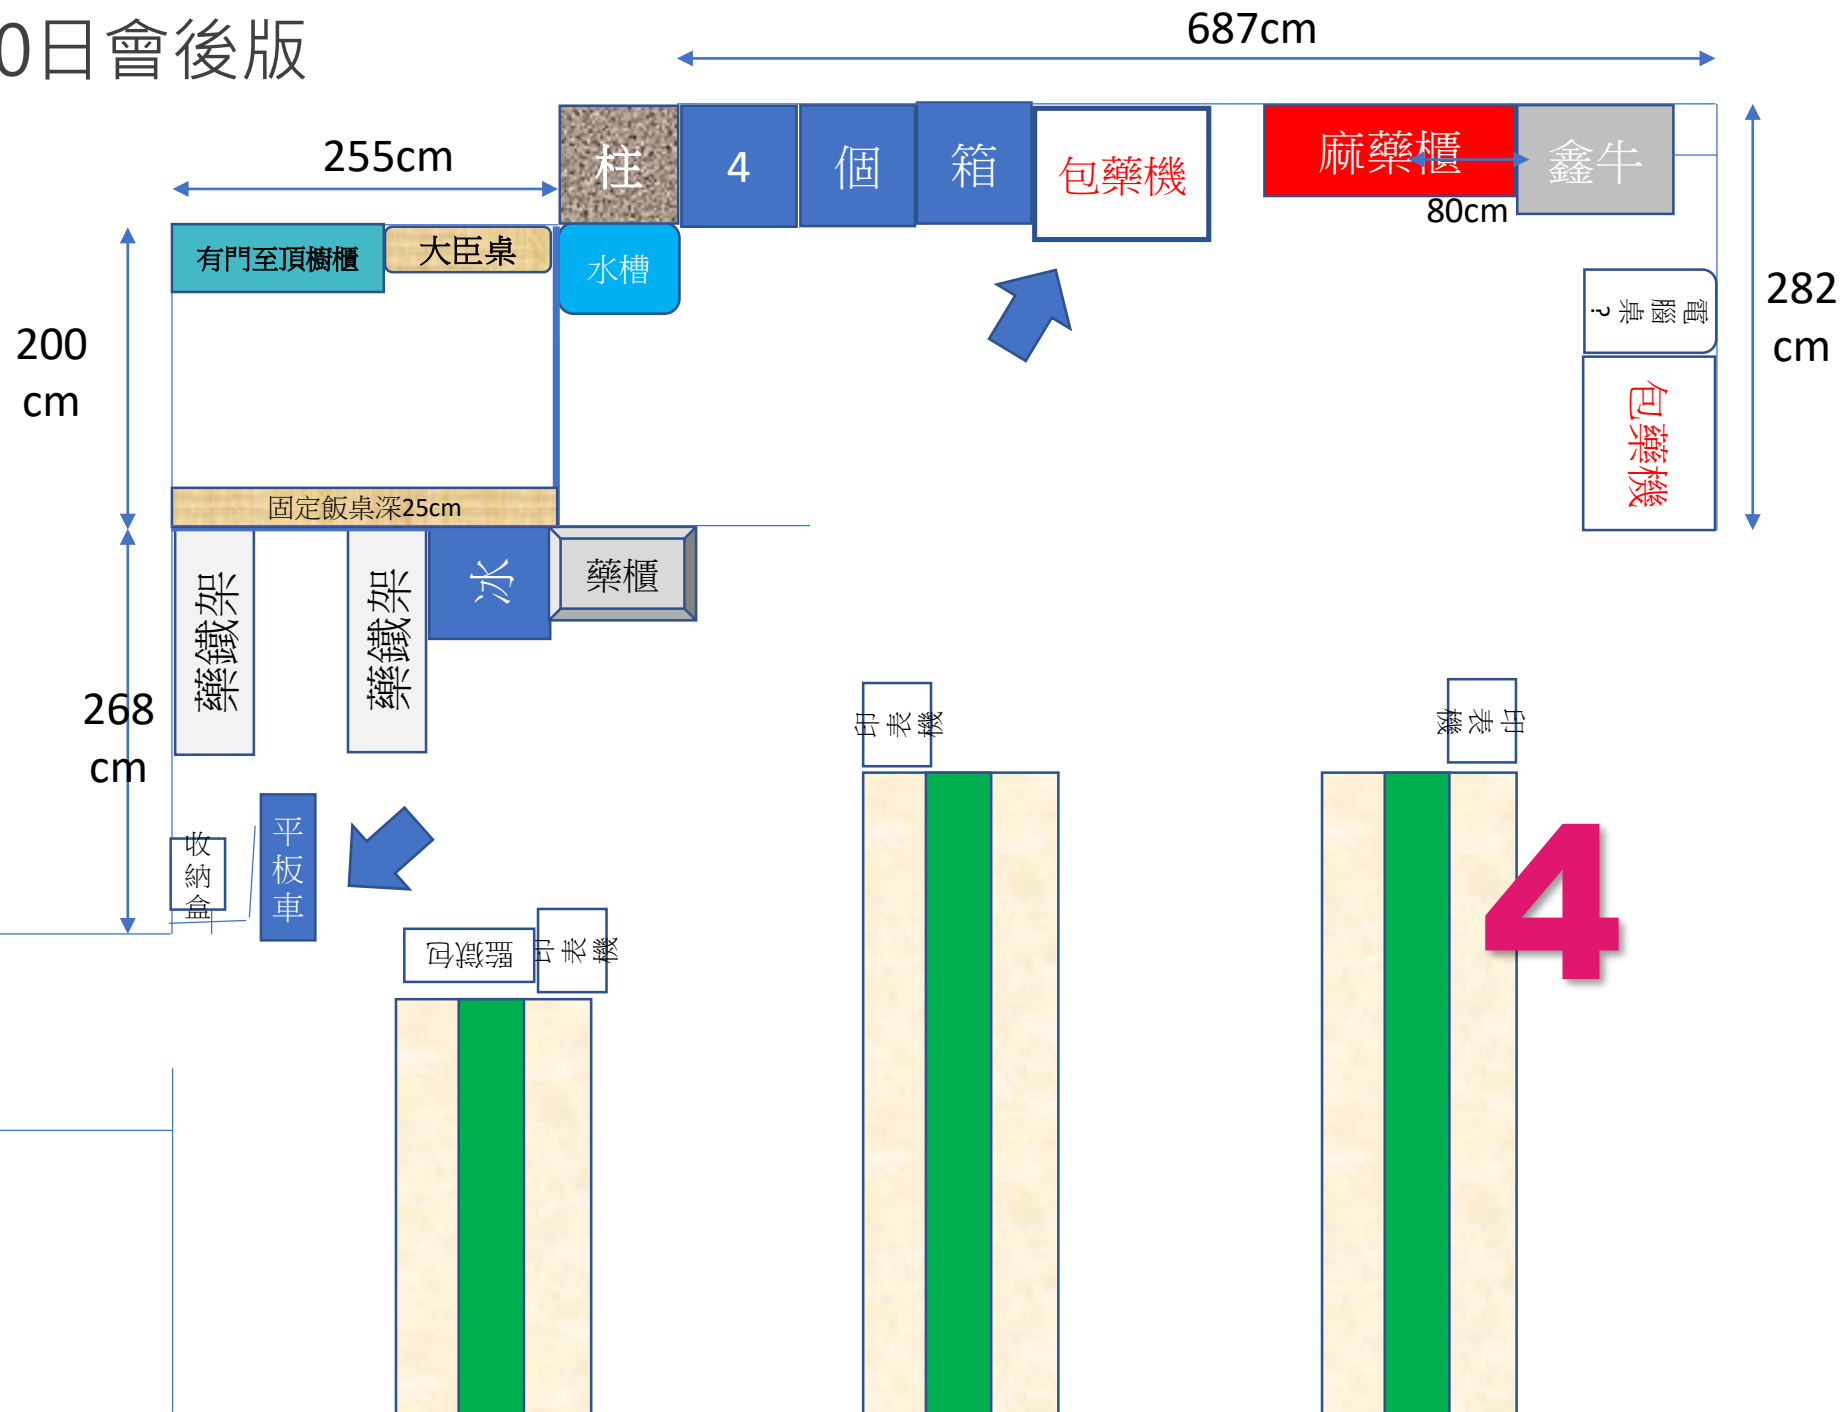 0日會後版
687cm
255cm
柱
4
個
箱
包藥機
麻藥櫃
鑫牛
80cm
有門至頂櫥櫃
大臣桌
水槽
電腦桌?
282
cm
200
cm
包藥機
固定飯桌深25cm
藥鐵架
藥鐵架
冰
藥櫃
268
cm
印表機
印表機
收納盒
平板車
4
監獄包
印表機